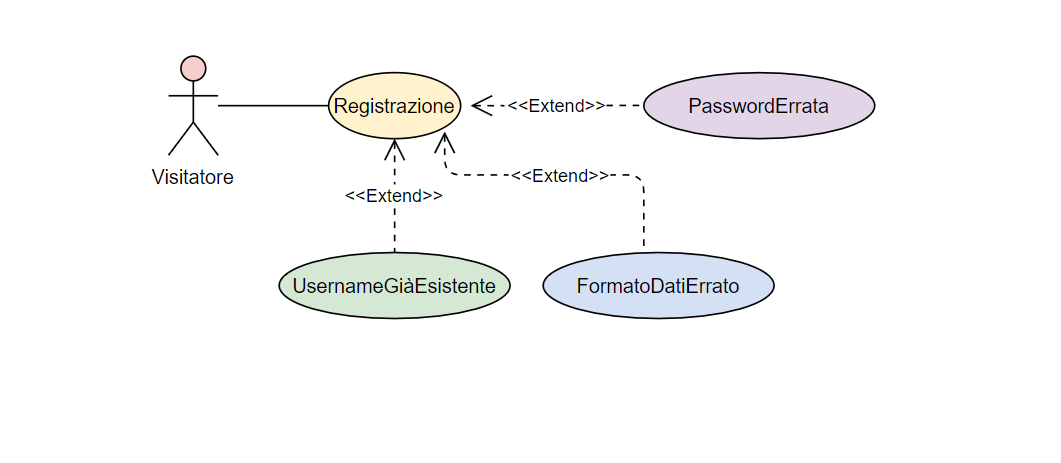 Registrazione
<<Extend>>
PasswordErrata
Visitatore
<<Extend>>
<<Extend>>
UsernameGiàEsistente
FormatoDatiErrato